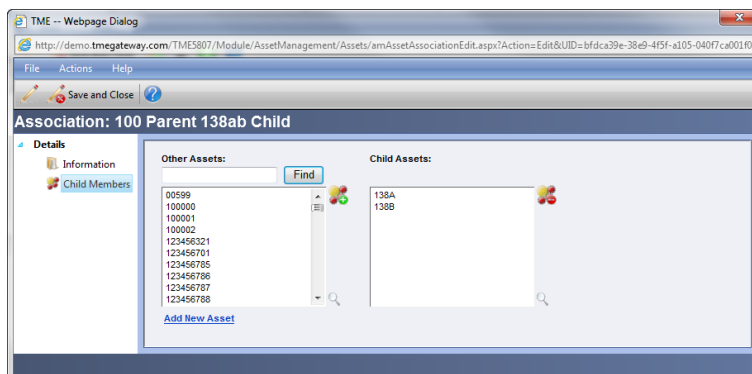 TME -- Webpage Dialog
http://demo.tmegateway.com/TME5807/Module/AssetManagement/Assets/amAssetAssociationEdit.aspx?Action=Edit&UID=bfdca39e-38e9-4f5f-a105-040f7ca001f0
File Actions Help
Save and Close
Association: 100 Parent 138ab Child
Details
Information
Child Members
Other Assets:
Find
00599
100000
100001
100002
123456321
123456701
123456785
123456786
123456787
123456788
Add New Asset
Child Assets:
138A
138B